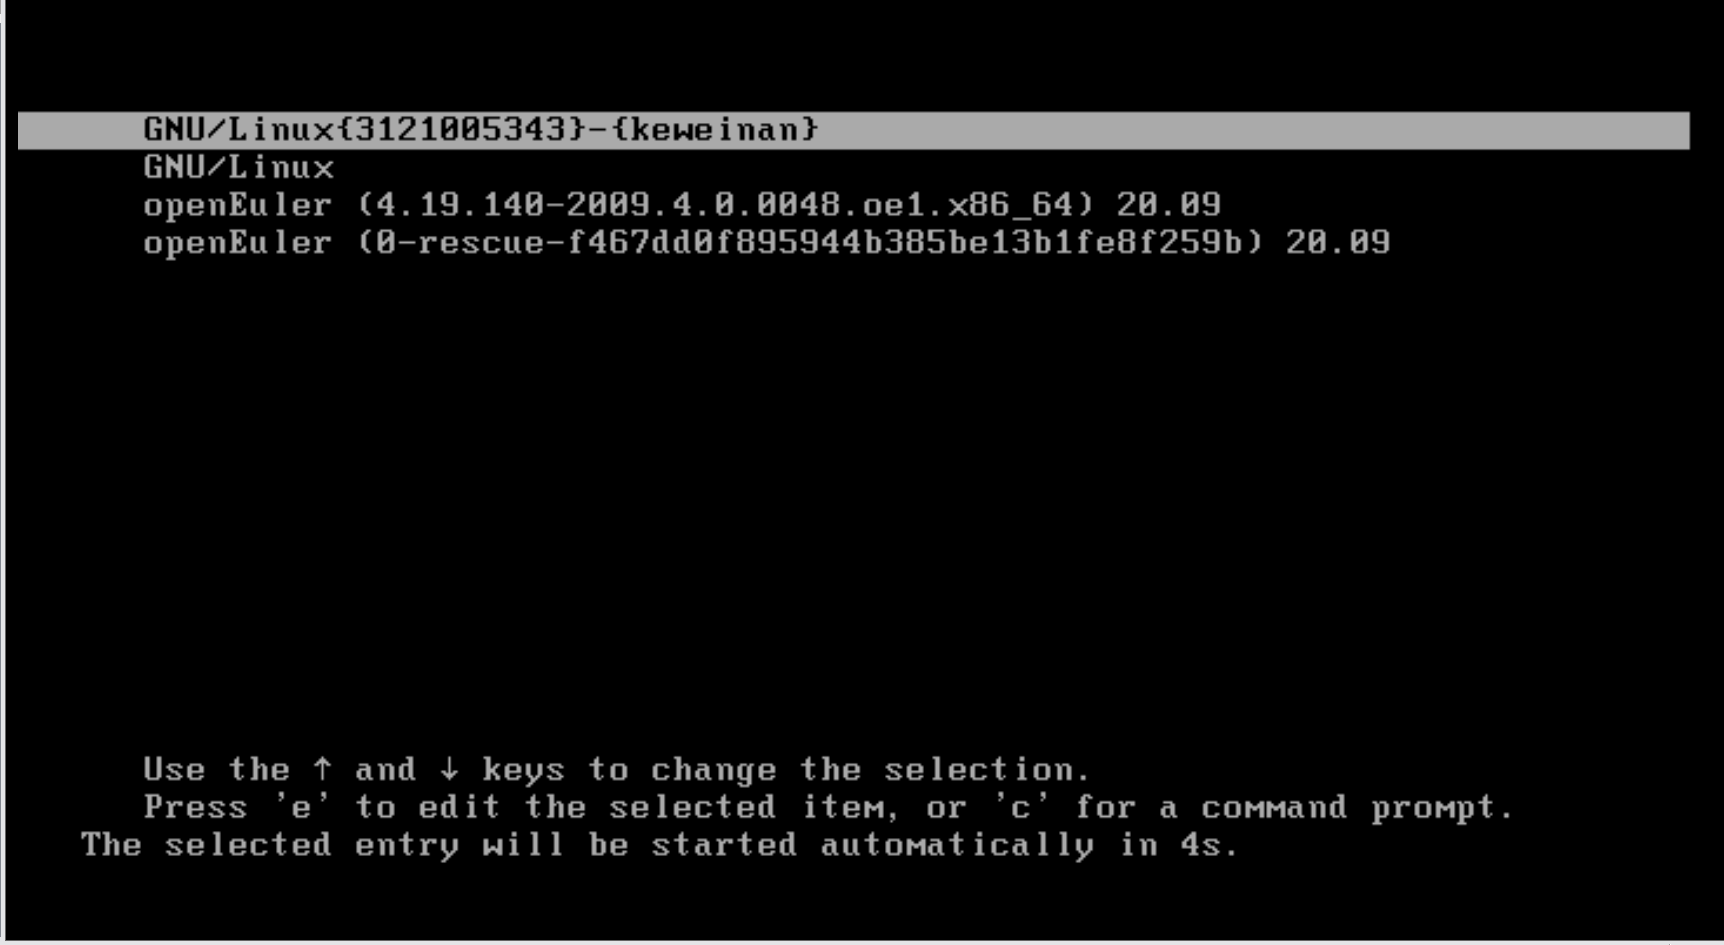 GNU/Linux{3121005343}-{keweinan}
GNU/Linux
openEuler (4.19.140-2009.4.0.0048.oe1.x86_64) 20.09
openEuler (0-rescue-f467dd0f895944b385be13b1fe8f259b) 20.09
Use the ↑ and ↓ keys to change the selection.
Press 'e' to edit the selected item, or 'c' for a command prompt.
The selected entry will be started automatically in 4s.